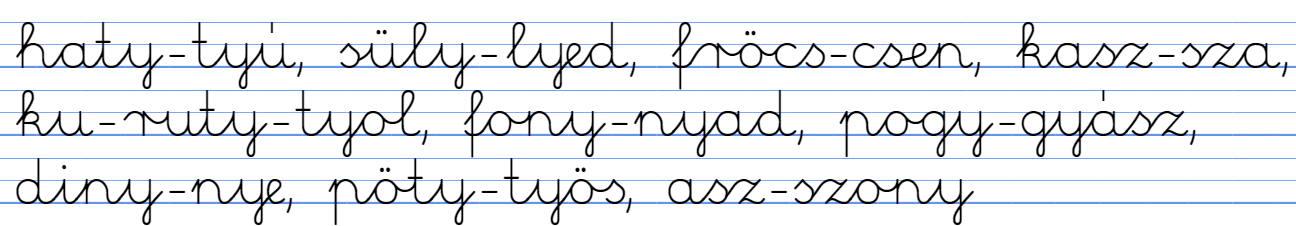 haty-tyú, süly-lyed, fröcs-csen, kasz-sza,
ku-ruty-tyol, fony-nyad, pogy-gyász,
diny-nye, pöty-työs, asz-szony